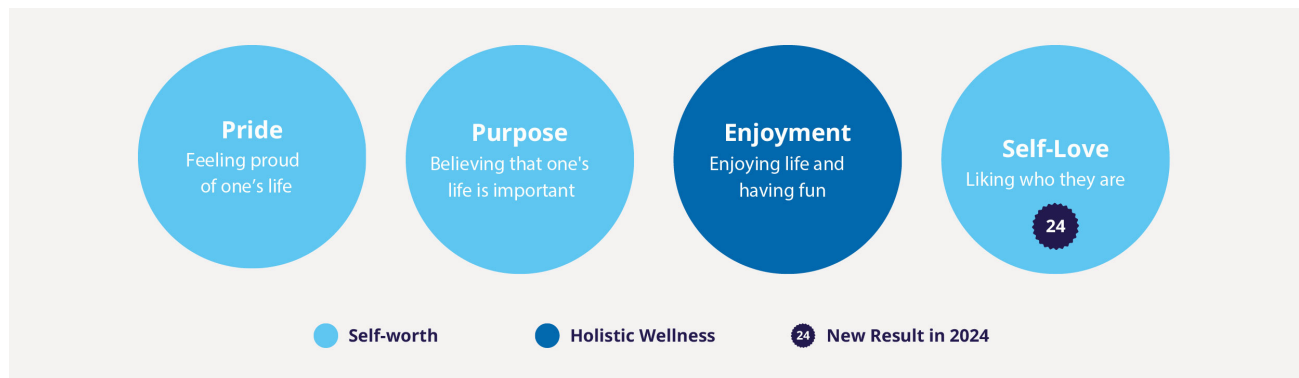 Pride
Feeling proud
of one’s life
Purpose
Believing that one's
life is important
Enjoyment
Enjoying life and
having fun
Self-Love
Liking who they are
24
Self-worth
Holistic Wellness
24 New Result in 2024